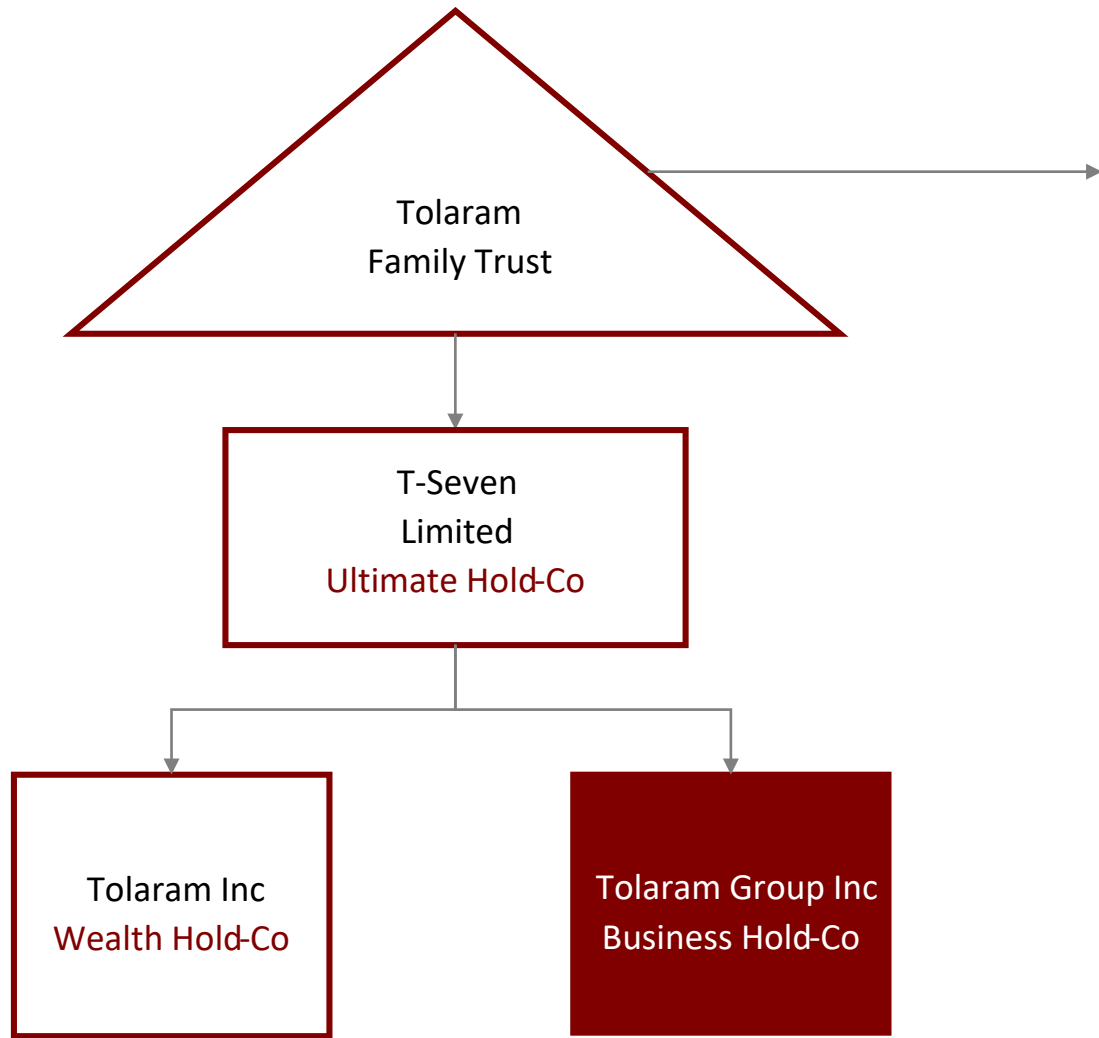 Tolaram
Family Trust
T-Seven
Limited
Ultimate Hold-Co
Tolaram Inc
Wealth Hold-Co
Tolaram Group Inc
Business Hold-Co